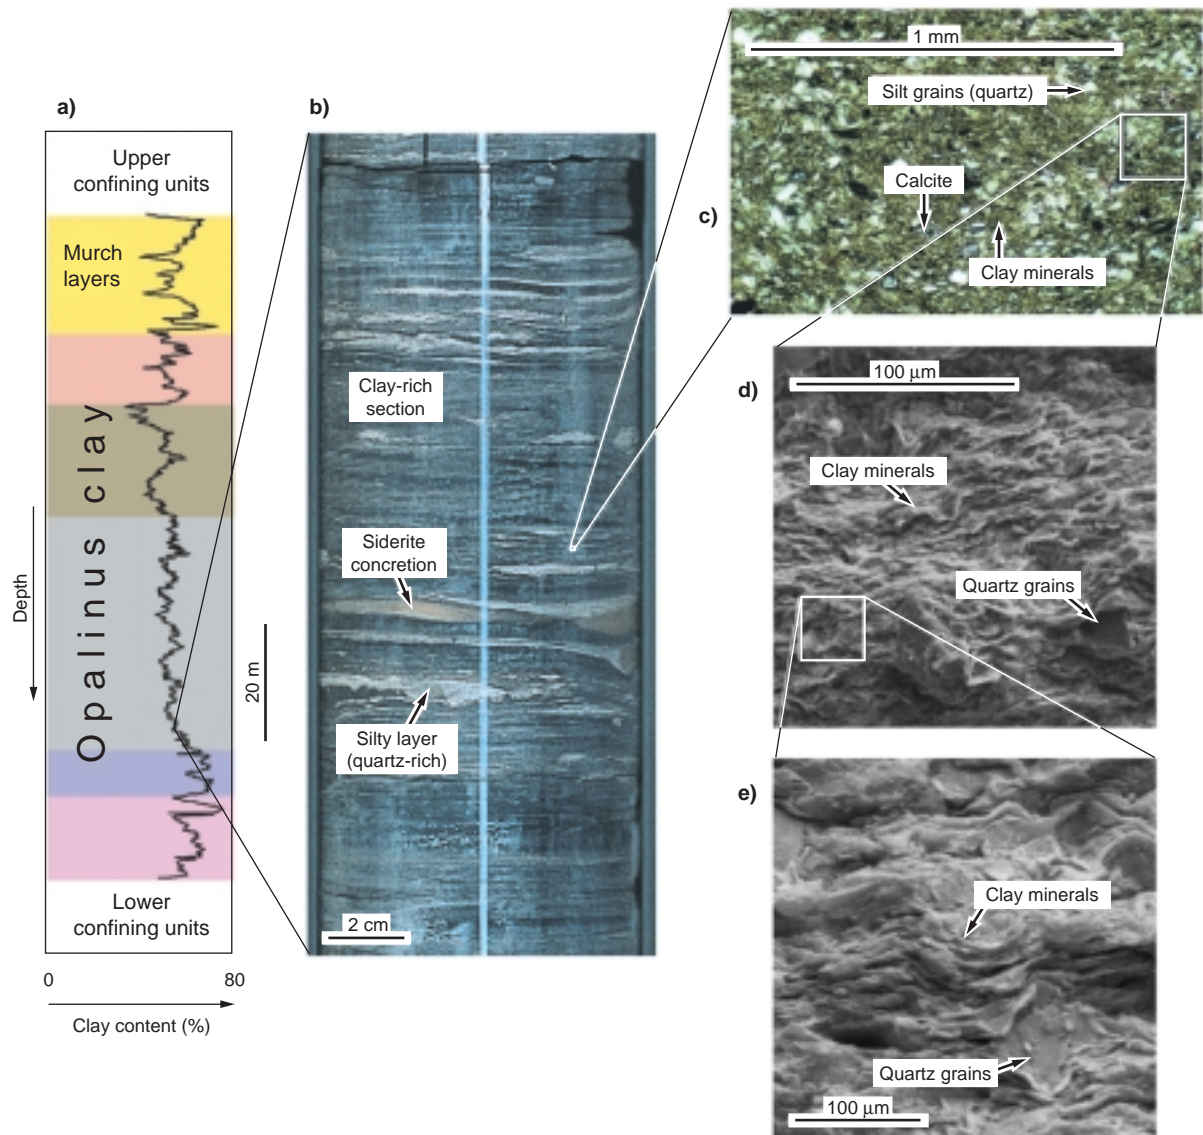 a)
Upper
confining units
Murch
layers
Opalinus clay
Depth
20 m
Lower
confining units
0
80
Clay content (%)
b)
Clay-rich
section
Siderite
concretion
Silty layer
(quartz-rich)
2 cm
c)
1 mm
Silt grains (quartz)
Calcite
Clay minerals
d)
100 µm
Clay minerals
Quartz grains
e)
Clay minerals
Quartz grains
100 µm